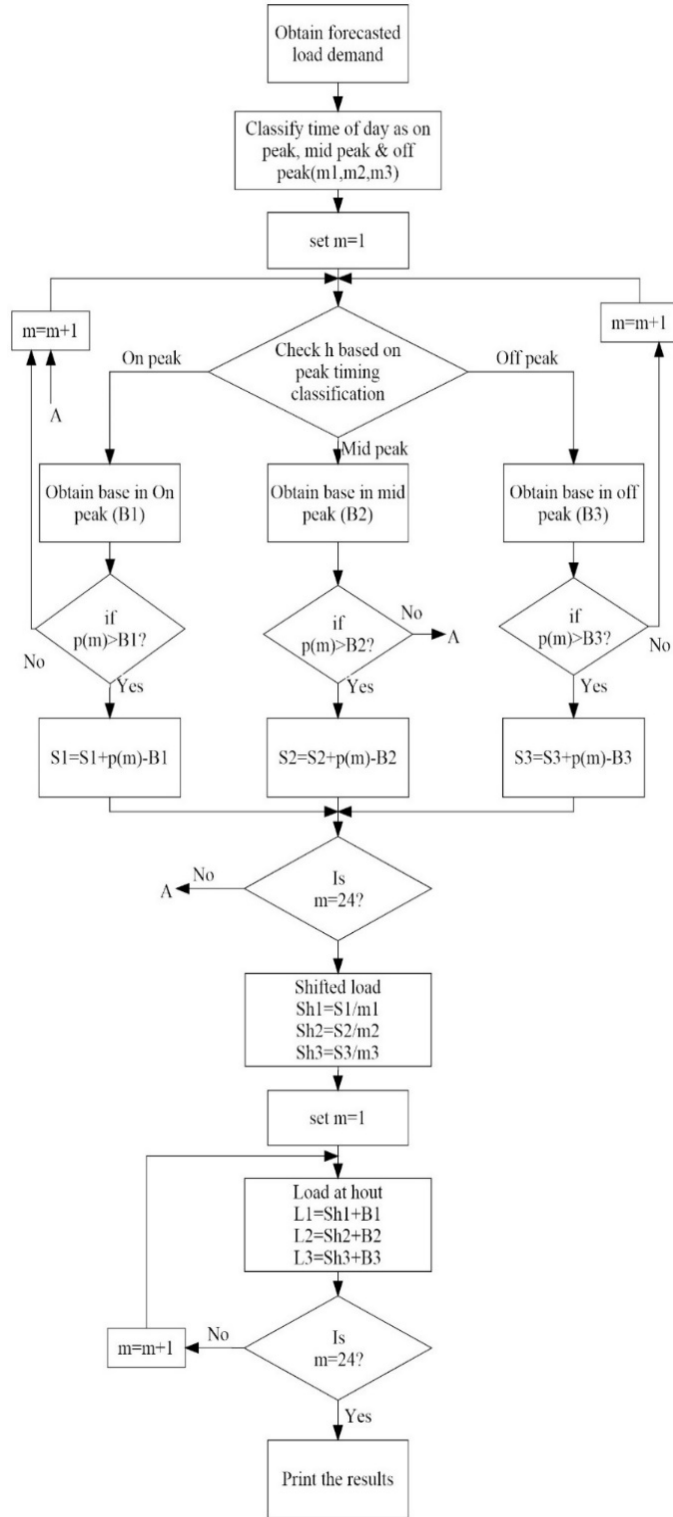 Obtain forecasted
load demand
Classify time of day as on
peak, mid peak & off
peak(m1,m2,m3)
set m=1
m=m+1
m=m+1
On peak
Check h based on
peak timing
classification
Off peak
A
Mid peak
Obtain base in On
peak (B1)
Obtain base in mid
peak (B2)
Obtain base in off
peak (B3)
if
p(m)>B1?
No
Yes
if
p(m)>B2?
No
A
Yes
if
p(m)>B3?
No
Yes
S1=S1+p(m)-B1
S2=S2+p(m)-B2
S3=S3+p(m)-B3
Is
m=24?
No
A
Shifted load
Sh1=S1/m1
Sh2=S2/m2
Sh3=S3/m3
set m=1
Load at hout
L1=Sh1+B1
L2=Sh2+B2
L3=Sh3+B3
m=m+1
No
Is
m=24?
Yes
Print the results